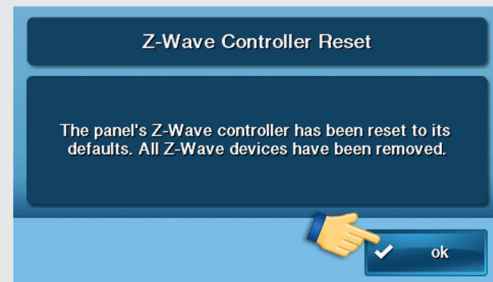 Z-Wave Controller Reset
The panel's Z-Wave controller has been reset to its
defaults. All Z-Wave devices have been removed.
ok